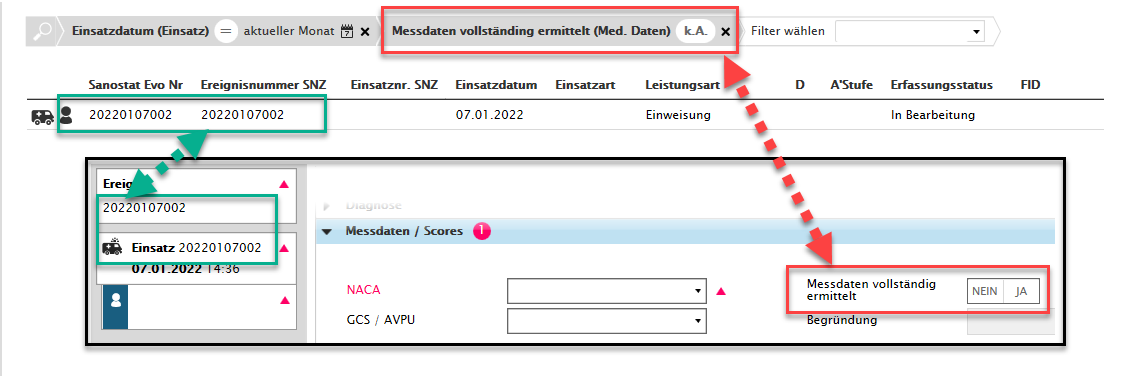 Einsatzdatum (Einsatz) = aktueller Monat 7 × Messdaten vollständing ermittelt (Med. Daten) k.A. × Filter wählen
Sanostat Evo Nr Ereignisnummer SNZ Einsatznr. SNZ Einsatzdatum Einsatzart Leistungsart D A'Stufe Erfassungsstatus FID
20220107002 20220107002 07.01.2022 Einweisung In Bearbeitung
Ereig
20220107002
Einsatz 20220107002
07.01.2022 14:36
Diagnose
Messdaten / Scores 1
NACA
GCS / AVPU
Messdaten vollständig
ermittelt
NEIN JA
Begründung